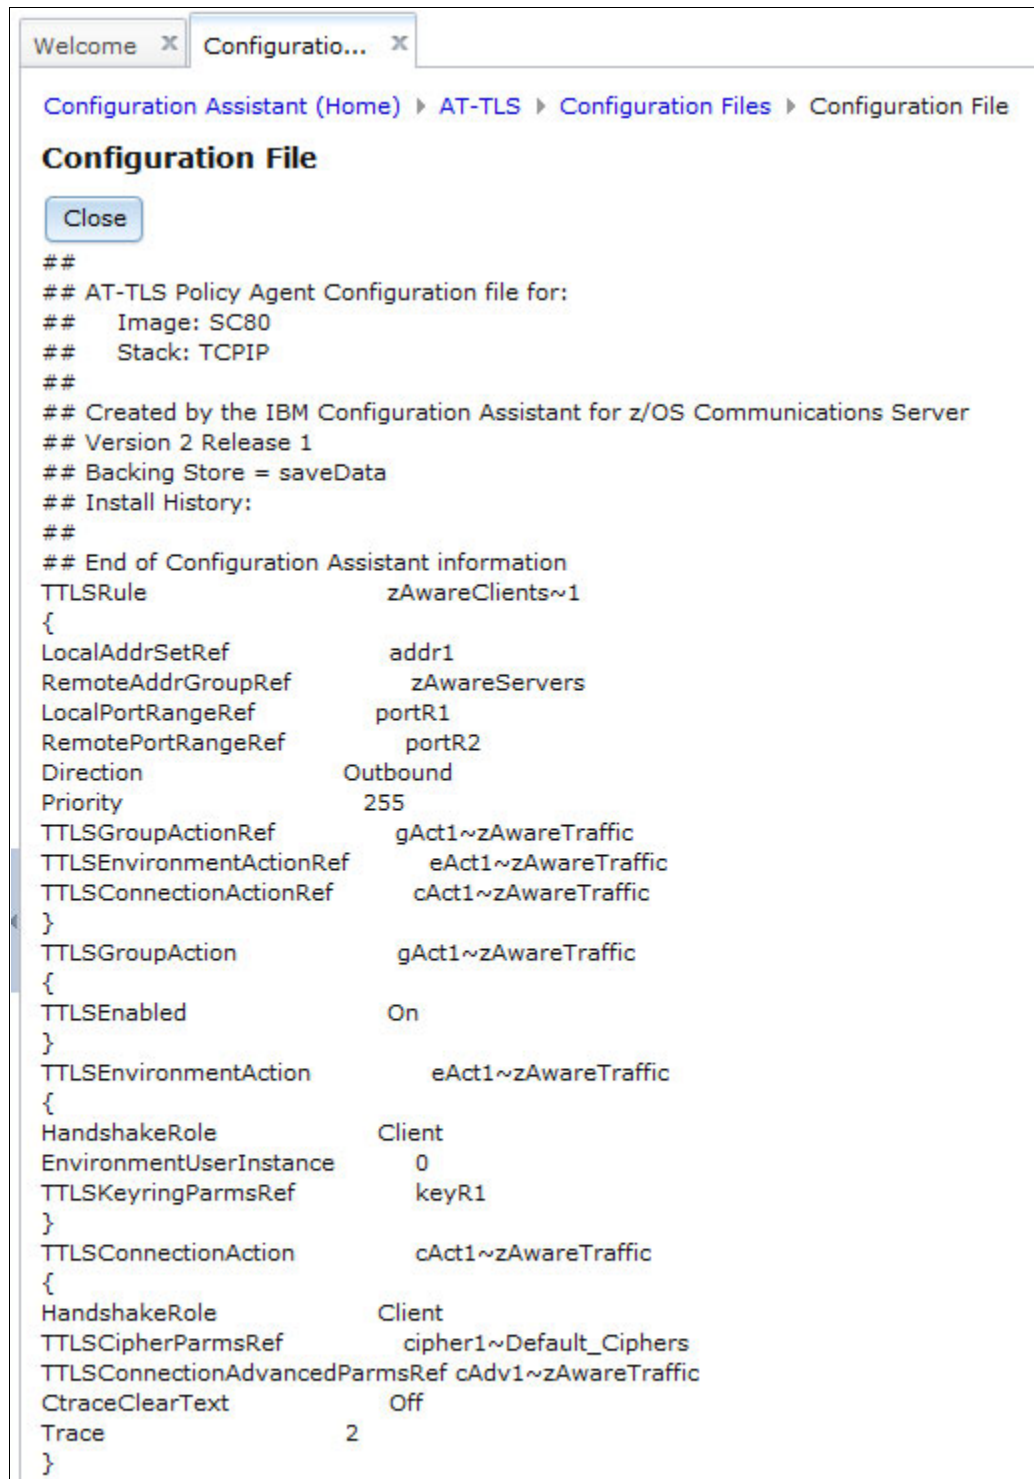 Welcome x Configuratio... x
Configuration Assistant (Home) ▶ AT-TLS ▶ Configuration Files ▶ Configuration File
Configuration File
Close
##
## AT-TLS Policy Agent Configuration file for:
## Image: SC80
## Stack: TCPIP
##
## Created by the IBM Configuration Assistant for z/OS Communications Server
## Version 2 Release 1
## Backing Store = saveData
## Install History:
##
## End of Configuration Assistant information
TTLSRule zAwareClients~1
{
LocalAddrSetRef addr1
RemoteAddrGroupRef zAwareServers
LocalPortRangeRef portR1
RemotePortRangeRef portR2
Direction Outbound
Priority 255
TTLSGroupActionRef gAct1~zAwareTraffic
TTLSEnvironmentActionRef eAct1~zAwareTraffic
TTLSConnectionActionRef cAct1~zAwareTraffic
}
TTLSGroupAction gAct1~zAwareTraffic
{
TTLSEnabled On
}
TTLSEnvironmentAction eAct1~zAwareTraffic
{
HandshakeRole Client
EnvironmentUserInstance 0
TTLSKeyringParmsRef keyR1
}
TTLSConnectionAction cAct1~zAwareTraffic
{
HandshakeRole Client
TTLSCipherParmsRef cipher1~Default_Ciphers
TTLSConnectionAdvancedParmsRef cAdv1~zAwareTraffic
CtraceClearText Off
Trace 2
}